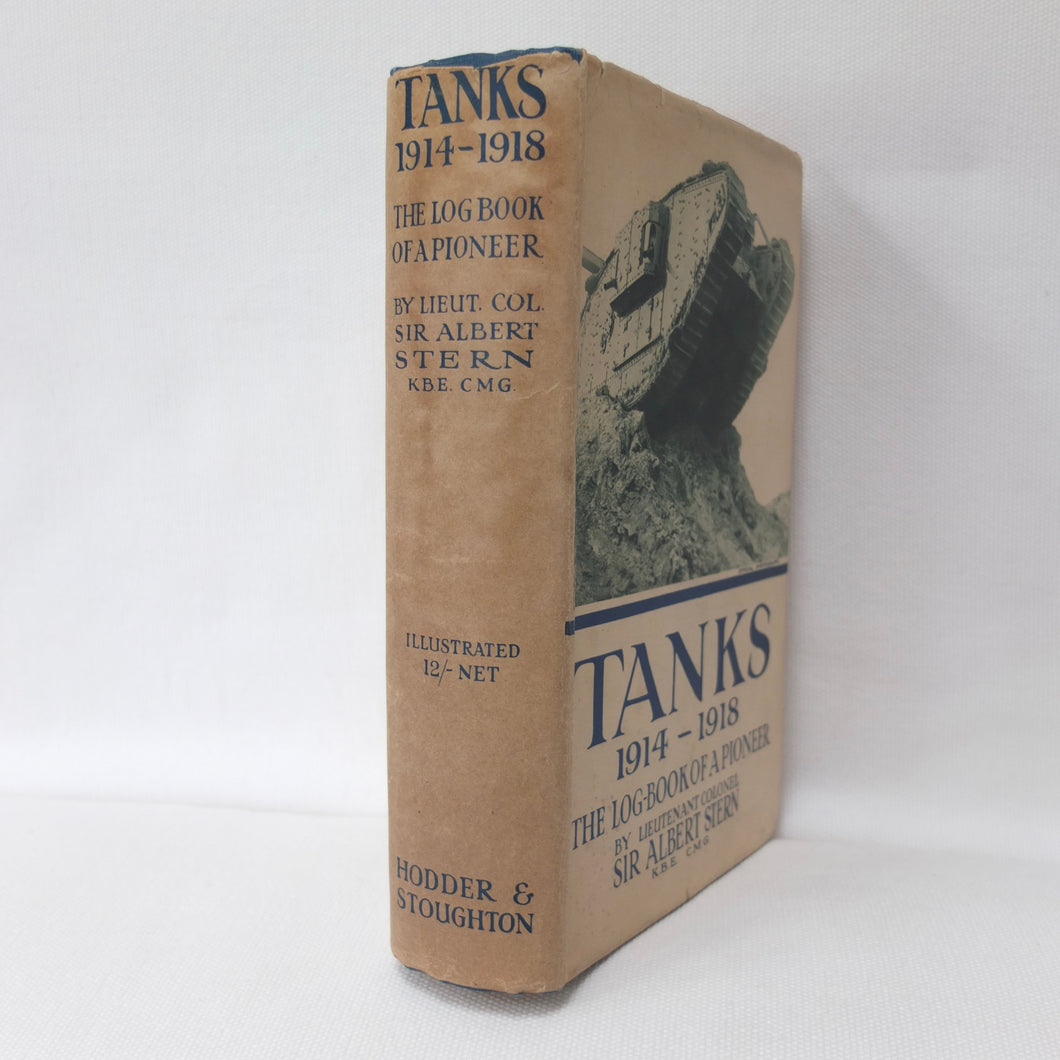 TANKS
1914-1918
THE LOG BOOK
OF A PIONEER
BY LIEUT. COL.
SIR ALBERT
STERN
KBE. CMG.
ILLUSTRATED
12/- NET
HODDER &
STOUGHTON
TANKS
1914-1918
THE LOG-BOOK OF A PIONEER
BY LIEUTENANT COLONEL
SIR ALBERT STERN
K.B.E. C.M.G.